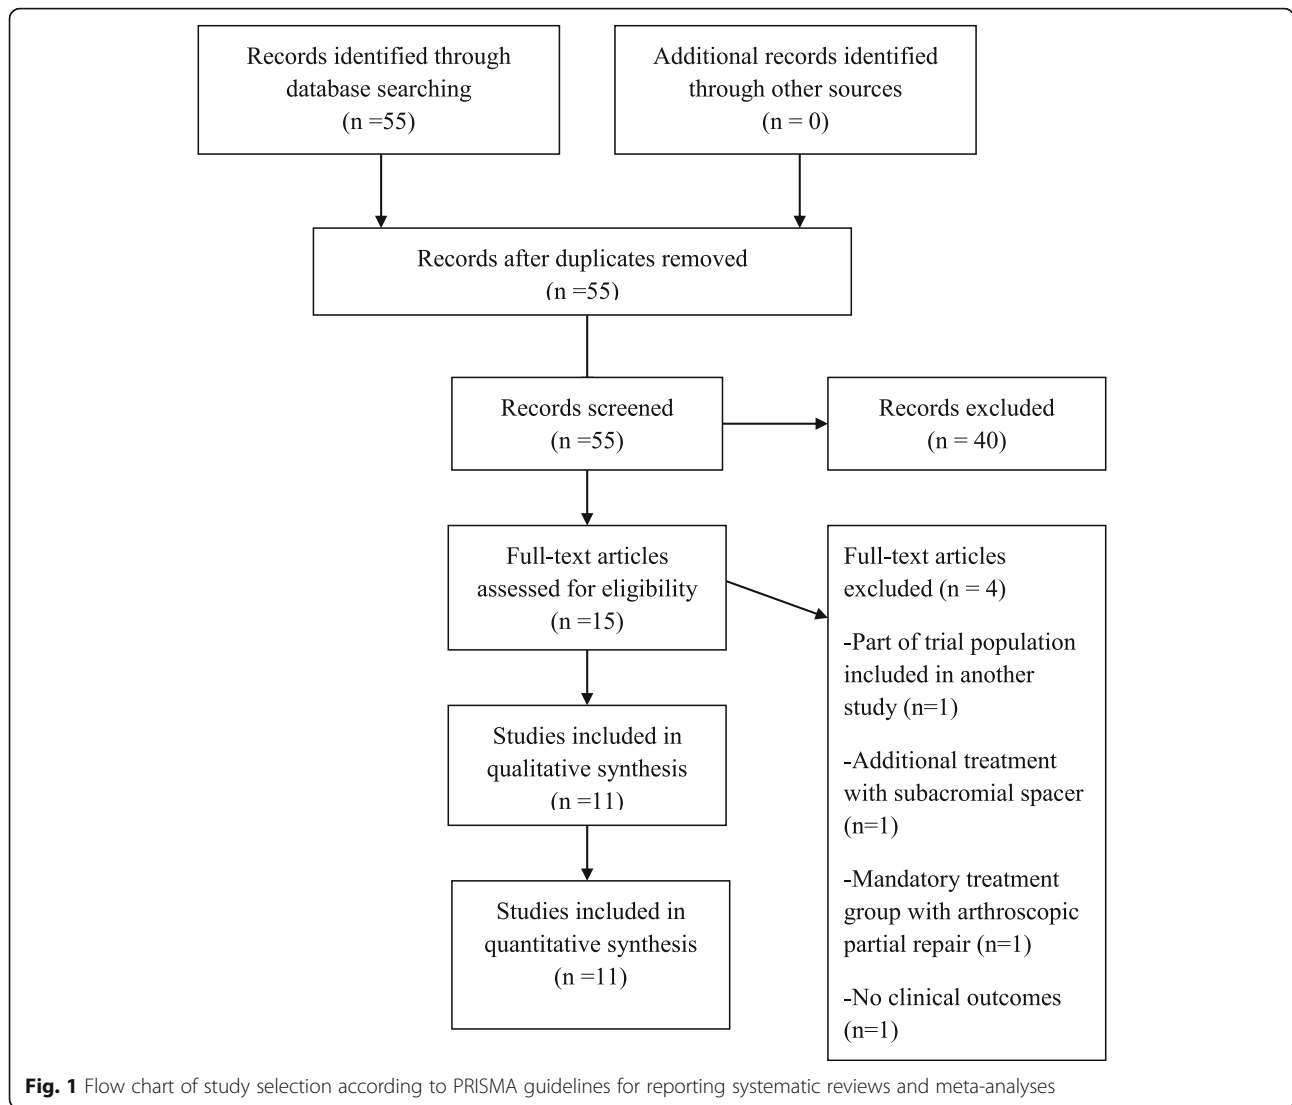 Records identified through
database searching
(n =55)
Additional records identified
through other sources
(n = 0)
Records after duplicates removed
(n =55)
Records screened
(n =55)
Records excluded
(n = 40)
Full-text articles
assessed for eligibility
(n =15)
Full-text articles
excluded (n = 4)
-Part of trial population
included in another
study (n=1)
-Additional treatment
with subacromial spacer
(n=1)
-Mandatory treatment
group with arthroscopic
partial repair (n=1)
-No clinical outcomes
(n=1)
Studies included in
qualitative synthesis
(n =11)
Studies included in
quantitative synthesis
(n =11)
Fig. 1 Flow chart of study selection according to PRISMA guidelines for reporting systematic reviews and meta-analyses